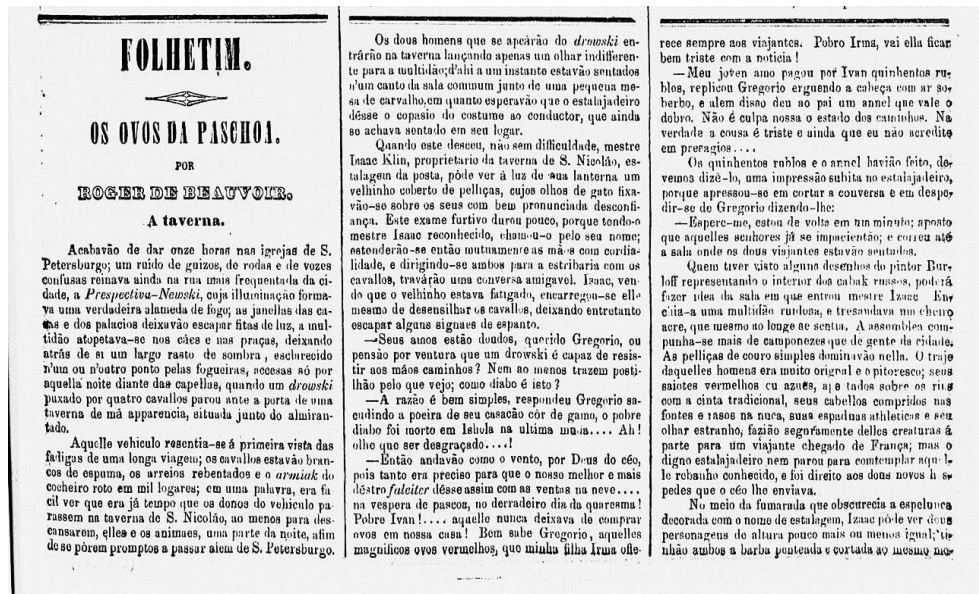 FOLHETIM.
OS OVOS DA PASCHOA.
POR
ROGER DE BEAUVOIR.
A taverna.
Acabavão de dar onze horas nas igrejas de S.
Petersburgo; um ruido de guizos, de rodas e de vozes
confusas reinava ainda na rua mais frequentada da ci-
dade, a Prespectiva-Newski, cuja illuminação forma-
va uma verdadeira alameda de fogo; as janellas das ca-
sas e dos palacios deixavão escapar fitas de luz, a mul-
tidão atopetava-se nos cáes e nas praças, deixando
atrás de si um largo rasto de sombra, esclarecido
n'um ou n'outro ponto pelas fogueiras, accesas só por
aquella noite diante das capellas, quando um drowski
puxado por quatro cavallos parou ante a porta de uma
taverna de má apparencia, situada junto do almiran-
tado.
Aquelle vehiculo resentia-se á primeira vista das
fadigas de uma longa viagem; os cavallos estavão bran-
cos de espuma, os arreios rebentados e o armiak do
cocheiro roto em mil logares; em uma palavra, era fa-
cil ver que era já tempo que os donos do vehiculo pa-
rassem na taverna de S. Nicoláo, ao menos para des-
cansarem, elles e os animaes, uma parte da noite, afim
de se pôrem promptos a passar alem de S. Petersburgo.
Os dous homens que se apeárão do drowski en-
trárão na taverna lançando apenas um olhar indifferen-
te para a multidão; d'ahi a um instante estavão sentados
n'um canto da sala commum junto de uma pequena me-
sa de carvalho, em quanto esperavão que o estalajadeiro
désse o copasio do costume ao conductor, que ainda
se achava sentado em seu logar.
Quando este desceu, não sem difficuldade, mestre
Isaac Klin, proprietario da taverna de S. Nicoláo, es-
talagem da posta, pôde ver á luz de sua lanterna um
velhinho coberto de pelliças, cujos olhos de gato fixa-
vão-se sobre os seus com bem pronunciada desconfi-
ança. Este exame furtivo durou pouco, porque tendo-o
mestre Isaac reconhecido, chamou-o pelo seu nome;
estenderão-se então mutuamente as mãos com cordia-
lidade, e dirigindo-se ambos para a estribaria com os
cavallos, travárão uma conversa amigavel. Isaac, ven-
do que o velhinho estava fatigado, encarregou-se elle
mesmo de desensilhar os cavallos, deixando entretanto
escapar alguns signaes de espanto.
—Seus amos estão doudos, querido Gregorio, ou
pensão por ventura que um drowski é capaz de resis-
tir aos máos caminhos? Nem ao menos trazem posti-
lhão pelo que vejo; como diabo é isto?
—A razão é bem simples, respondeu Gregorio sa-
cudindo a poeira de seu casacão côr de gamo, o pobre
diabo foi morto em Ishola na ultima muda.... Ah!
olho que ser desgraçado....!
—Então andavão como o vento, por Deus do céo,
pois tanto era preciso para que o nosso melhor e mais
déstro faleiter désse assim com as ventas na neve....
na vespera de pascoa, no derradeiro dia da quaresma!
Pobre Ivan!.... aquelle nunca deixava de comprar
ovos em nossa casa! Bem sabe Gregorio, aquelles
magnificos ovos vermelhos, que minha filha Irma offe-
rece sempre aos viajantes. Pobro Irma, vai ella ficar
bem triste com a noticia!
—Meu joven amo pagou por Ivan quinhentos ru-
blos, replicou Gregorio erguendo a cabeça com ar so-
berbo, e alem disso deu ao pai um annel que vale o
dobro. Não é culpa nossa o estado dos caminhos. Na
verdade a cousa é triste e ainda que eu não acredito
em presagios....
Os quinhentos rublos e o annel havião feito, de-
vemos dizê-lo, uma impressão subita no estalajadeiro,
porque apressou-se em cortar a conversa e em despe-
dir-se de Gregorio dizendo-lhe:
—Espere-me, estou de volta em um minuto; aposto
que aquelles senhores já se impacientão; e correu até
a sala onde os dous viajantes estavão sentados.
Quem tiver visto alguns desenhos do pintor Bur-
loff representando o interior dos cabak russos, poderá
fazer idea da sala em que entrou mestre Izaac En-
chia-a uma multidão ruidosa, e tresandava um cheiro
acre, que mesmo ao longe se sentia. A assemblea com-
punha-se mais de camponezes que de gente da cidade.
As pelliças de couro simples dominavão nella. O trajo
daquelles homens era muito original e pitoresco; seus
saiotes vermelhos ou azues, atados sobre os rins
com a cinta tradicional, seus cabellos compridos nas
fontes e rasos na nuca, suas espaduas athleticas e seu
olhar estranho, fazião seguramente delles creaturas á
parte para um viajante chegado de França; mas o
digno estalajadeiro nem parou para comtemplar aquel-
le rebanho conhecido, e foi direito aos dous novos hos-
pedes que o céo lhe enviava.
No meio da fumarada que obscurecia a espelunca
decorada com o nome de estalagem, Izaac pôde ver dous
personagens de altura pouco mais ou menos igual; ti-
nhão ambos a barba penteada e cortada ao mesmo mo-